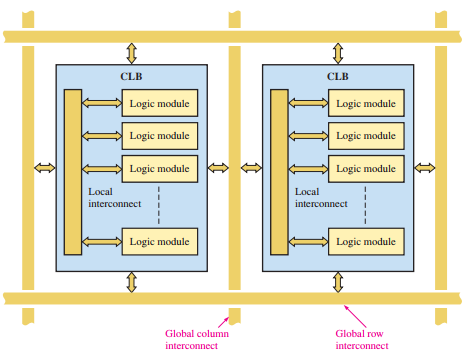 CLB
Logic module
Logic module
Logic module
Local
interconnect
Logic module
CLB
Logic module
Logic module
Logic module
Local
interconnect
Logic module
Global column
interconnect
Global row
interconnect